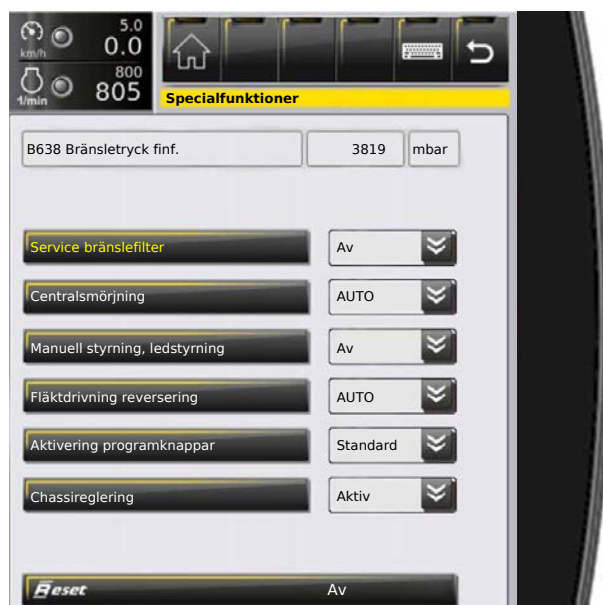 5.0
km/h 0.0
800
1/min 805
Specialfunktioner
B638 Bränsletryck finf. 3819 mbar
Service bränslefilter Av
Centralsmörjning AUTO
Manuell styrning, ledstyrning Av
Fläktdrivning reversering AUTO
Aktivering programknappar Standard
Chassireglering Aktiv
Reset Av